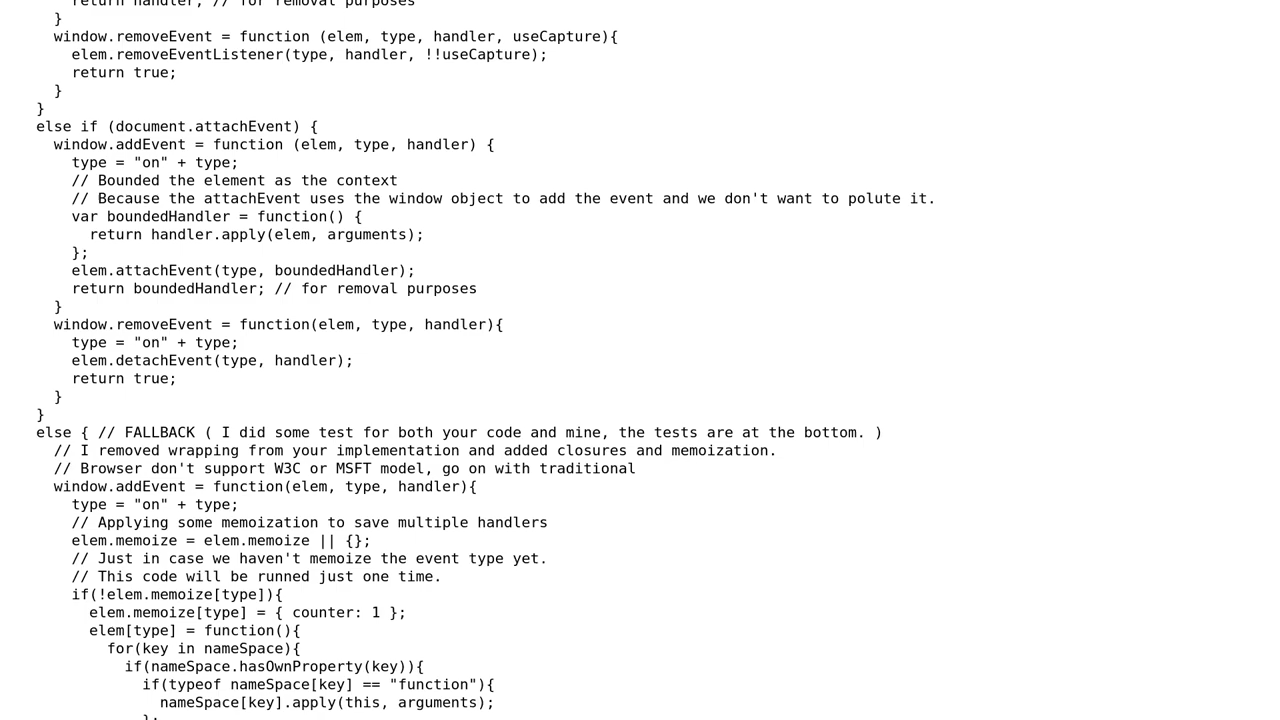 return handler; // for removal purposes
}
window.removeEvent = function (elem, type, handler, useCapture){
elem.removeEventListener(type, handler, !!useCapture);
return true;
}
}
else if (document.attachEvent) {
window.addEvent = function (elem, type, handler) {
type = "on" + type;
// Bounded the element as the context
// Because the attachEvent uses the window object to add the event and we don't want to polute it.
var boundedHandler = function() {
return handler.apply(elem, arguments);
};
elem.attachEvent(type, boundedHandler);
return boundedHandler; // for removal purposes
}
window.removeEvent = function(elem, type, handler){
type = "on" + type;
elem.detachEvent(type, handler);
return true;
}
}
else { // FALLBACK ( I did some test for both your code and mine, the tests are at the bottom. )
// I removed wrapping from your implementation and added closures and memoization.
// Browser don't support W3C or MSFT model, go on with traditional
window.addEvent = function(elem, type, handler){
type = "on" + type;
// Applying some memoization to save multiple handlers
elem.memoize = elem.memoize || {};
// Just in case we haven't memoize the event type yet.
// This code will be runned just one time.
if(!elem.memoize[type]){
elem.memoize[type] = { counter: 1 };
elem[type] = function(){
for(key in nameSpace){
if(nameSpace.hasOwnProperty(key)){
if(typeof nameSpace[key] == "function"){
nameSpace[key].apply(this, arguments);
};